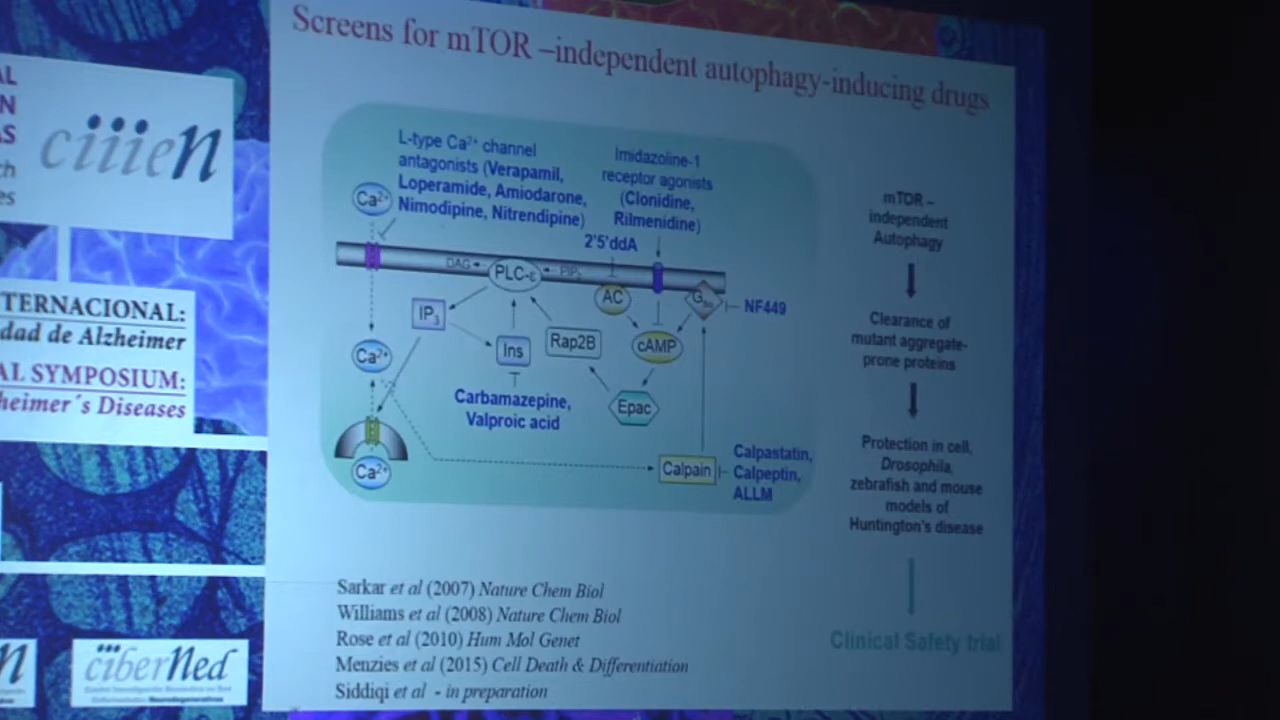 Screens for mTOR –independent autophagy-inducing drugs
L-type Ca²⁺ channel
antagonists (Verapamil,
Loperamide, Amiodarone,
Nimodipine, Nitrendipine)
Imidazoline-1
receptor agonists
(Clonidine,
Rilmenidine)
2'5'ddA
Ca²⁺
DAG
PLC-ε
PIP₂
AC
NF449
IP₃
Ins
Rap2B
cAMP
Ca²⁺
Carbamazepine,
Valproic acid
Epac
Ca²⁺
Calpain
Calpastatin,
Calpeptin,
ALLM
mTOR –
independent
Autophagy
Clearance of
mutant aggregate-
prone proteins
Protection in cell,
Drosophila,
zebrafish and mouse
models of
Huntington's disease
Clinical Safety trial
Sarkar et al (2007) Nature Chem Biol
Williams et al (2008) Nature Chem Biol
Rose et al (2010) Hum Mol Genet
Menzies et al (2015) Cell Death & Differentiation
Siddiqi et al - in preparation
AL
N
AS
ch
es
ciiien
TERNACIONAL:
dad de Alzheimer
AL SYMPOSIUM:
heimer´s Diseases
n
ciberNed